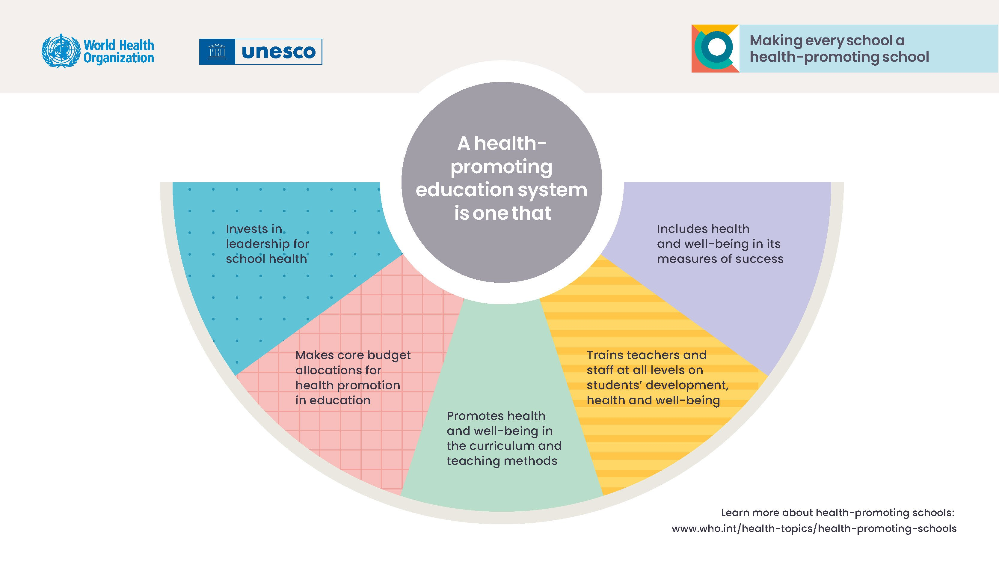 World Health
Organization
unesco
Making every school a
health-promoting school
A health-
promoting
education system
is one that
Invests in
leadership for
school health
Makes core budget
allocations for
health promotion
in education
Promotes health
and well-being in
the curriculum and
teaching methods
Trains teachers and
staff at all levels on
students’ development,
health and well-being
Includes health
and well-being in its
measures of success
Learn more about health-promoting schools:
www.who.int/health-topics/health-promoting-schools